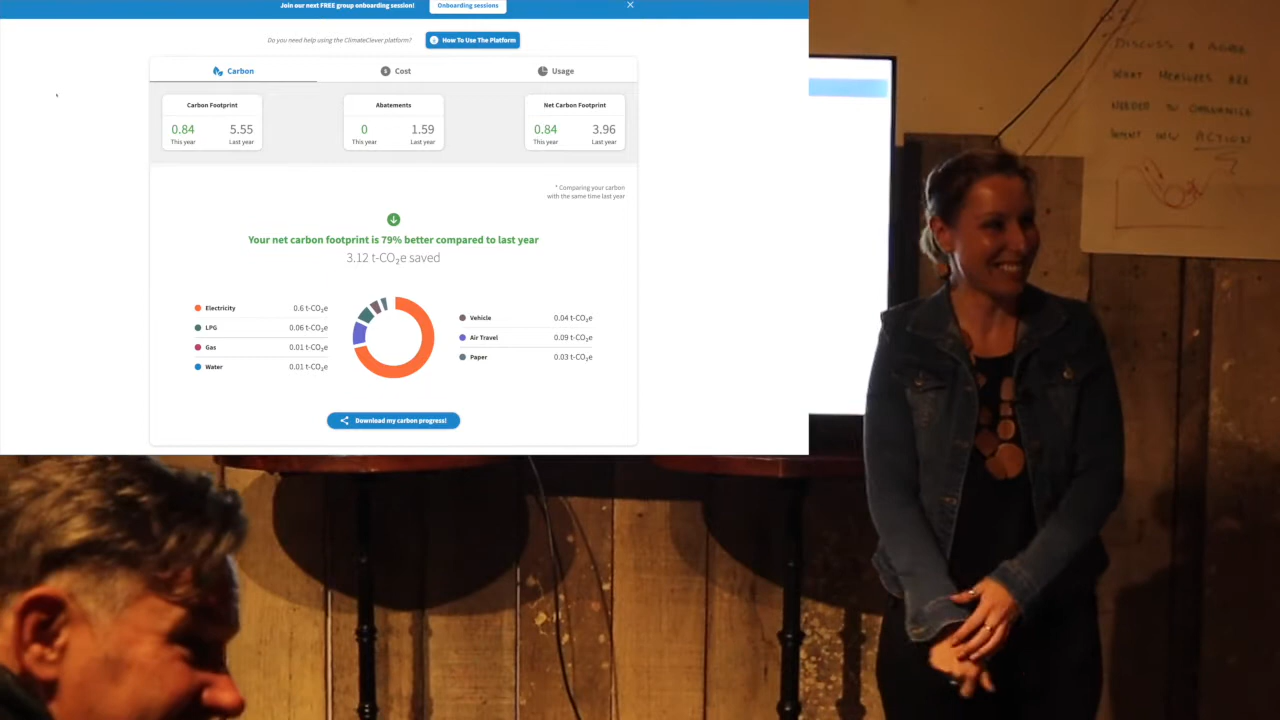 Join our next FREE group onboarding session!
Onboarding sessions
Do you need help using the ClimateClever platform?
How To Use The Platform
Carbon
Cost
Usage
Carbon Footprint
0.84
5.55
This year
Last year
Abatements
0
1.59
This year
Last year
Net Carbon Footprint
0.84
3.96
This year
Last year
* Comparing your carbon
with the same time last year
Your net carbon footprint is 79% better compared to last year
3.12 t-CO₂e saved
Electricity 0.6 t-CO₂e
LPG 0.06 t-CO₂e
Gas 0.01 t-CO₂e
Water 0.01 t-CO₂e
Vehicle 0.04 t-CO₂e
Air Travel 0.09 t-CO₂e
Paper 0.03 t-CO₂e
Download my carbon progress!
DISCUSS & AGREE
WHAT MEASURES ARE
NEEDED TO
ACTION